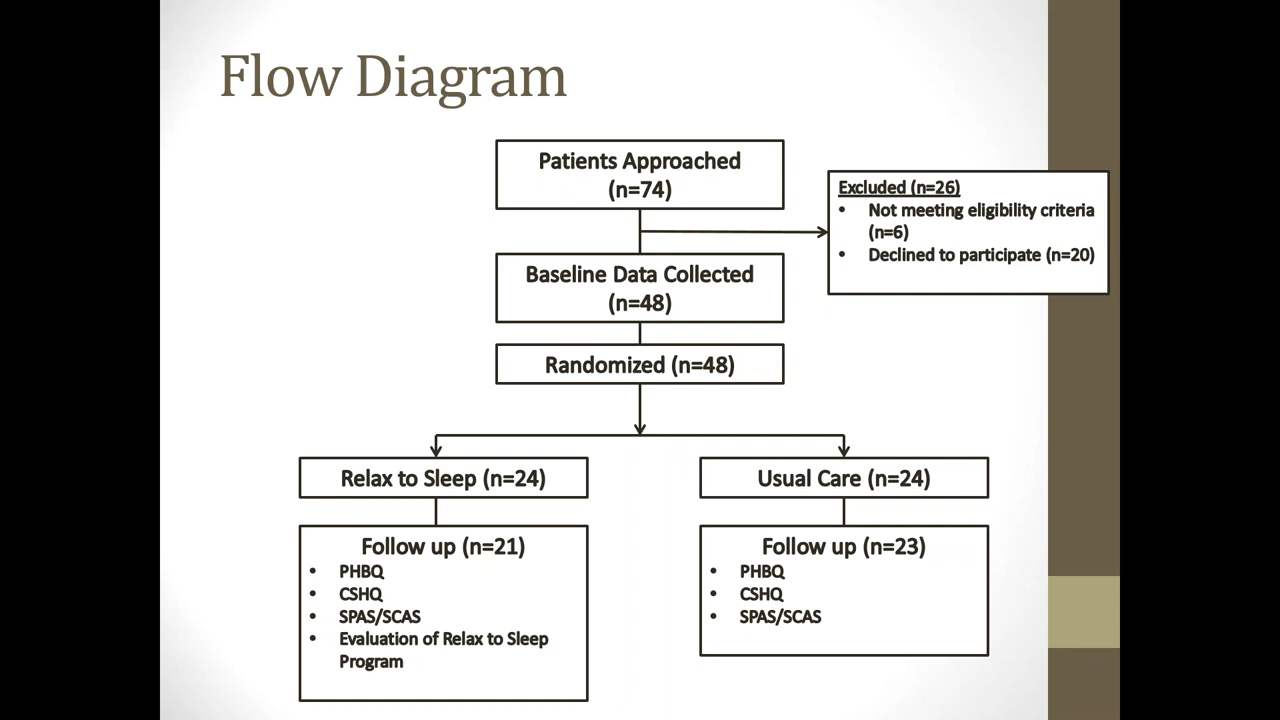 Flow Diagram
Patients Approached
(n=74)
Excluded (n=26)
• Not meeting eligibility criteria
(n=6)
• Declined to participate (n=20)
Baseline Data Collected
(n=48)
Randomized (n=48)
Relax to Sleep (n=24)
Usual Care (n=24)
Follow up (n=21)
• PHBQ
• CSHQ
• SPAS/SCAS
• Evaluation of Relax to Sleep
Program
Follow up (n=23)
• PHBQ
• CSHQ
• SPAS/SCAS